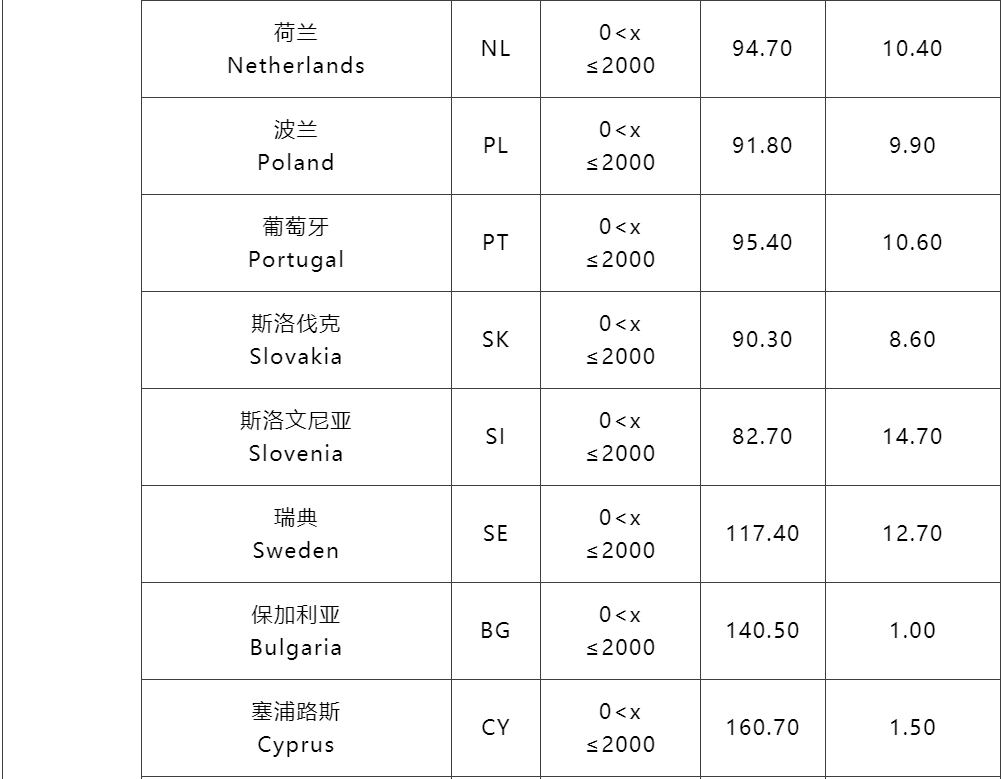 荷兰
Netherlands
NL
0<x
≤2000
94.70
10.40
波兰
Poland
PL
0<x
≤2000
91.80
9.90
葡萄牙
Portugal
PT
0<x
≤2000
95.40
10.60
斯洛伐克
Slovakia
SK
0<x
≤2000
90.30
8.60
斯洛文尼亚
Slovenia
SI
0<x
≤2000
82.70
14.70
瑞典
Sweden
SE
0<x
≤2000
117.40
12.70
保加利亚
Bulgaria
BG
0<x
≤2000
140.50
1.00
塞浦路斯
Cyprus
CY
0<x
≤2000
160.70
1.50